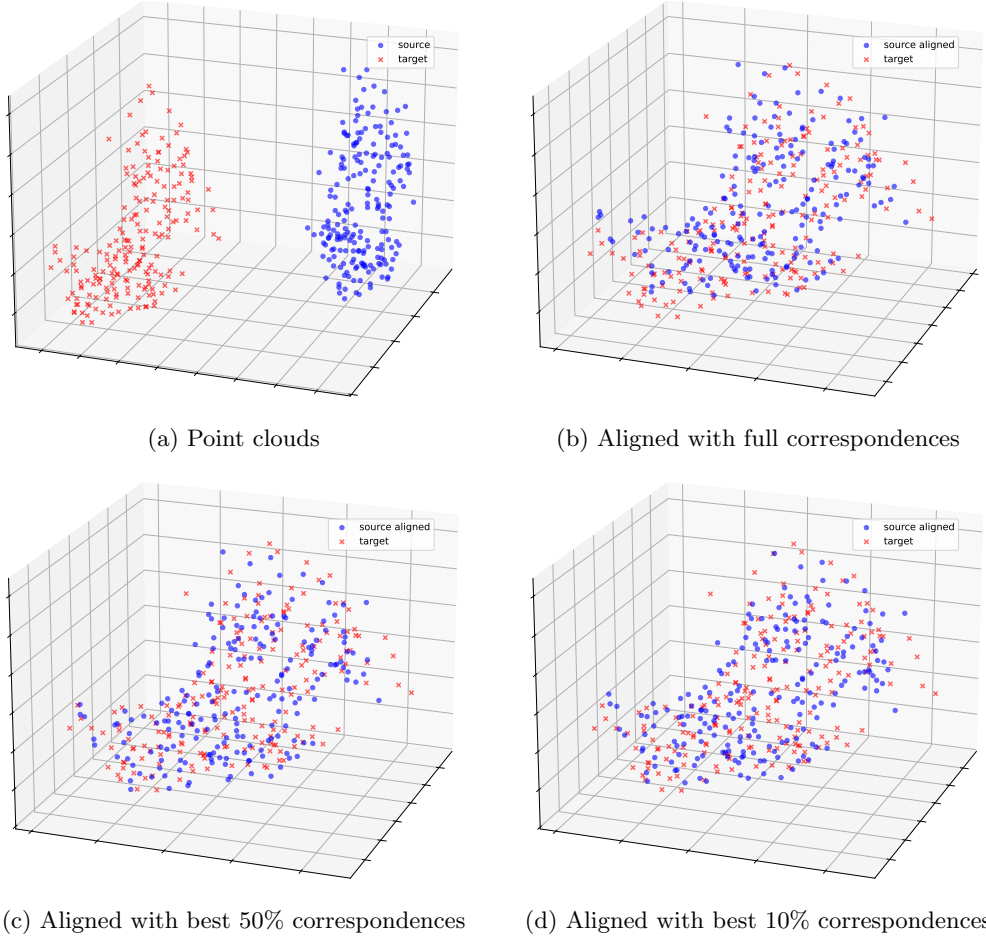 source
target
source aligned
target
(a) Point clouds
(b) Aligned with full correspondences
source aligned
target
source aligned
target
(c) Aligned with best 50% correspondences
(d) Aligned with best 10% correspondences